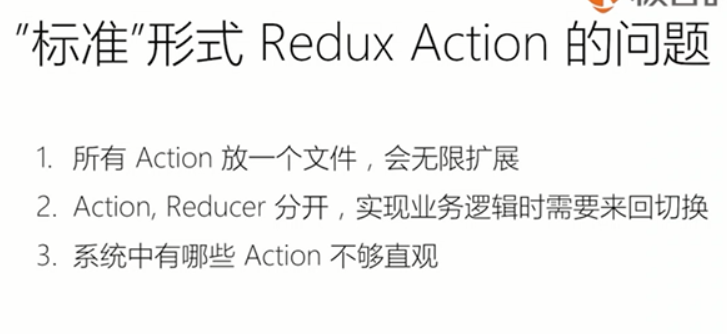 "标准"形式 Redux Action 的问题
1. 所有 Action 放一个文件，会无限扩展
2. Action, Reducer 分开，实现业务逻辑时需要来回切换
3. 系统中有哪些 Action 不够直观